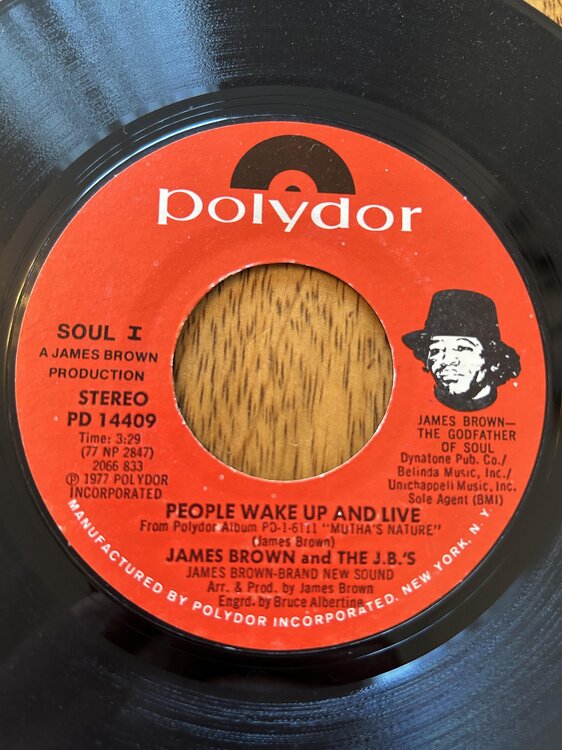 polydor
SOUL I
A JAMES BROWN
PRODUCTION
STEREO
PD 14409
Time: 3:29
(77 NP 2847)
2066 833
Ⓟ 1977 POLYDOR
INCORPORATED
JAMES BROWN—
THE GODFATHER
OF SOUL
Dynatone Pub. Co./
Belinda Music, Inc./
Unichappell Music, Inc.
Sole Agent (BMI)
PEOPLE WAKE UP AND LIVE
From Polydor Album PD-1-6111 "MUTHA'S NATURE"
(James Brown)
JAMES BROWN and THE J.B.'S
JAMES BROWN-BRAND NEW SOUND
Arr. & Prod. by James Brown
Engrd. by Bruce Albertine
MANUFACTURED BY POLYDOR INCORPORATED. NEW YORK, N.Y.